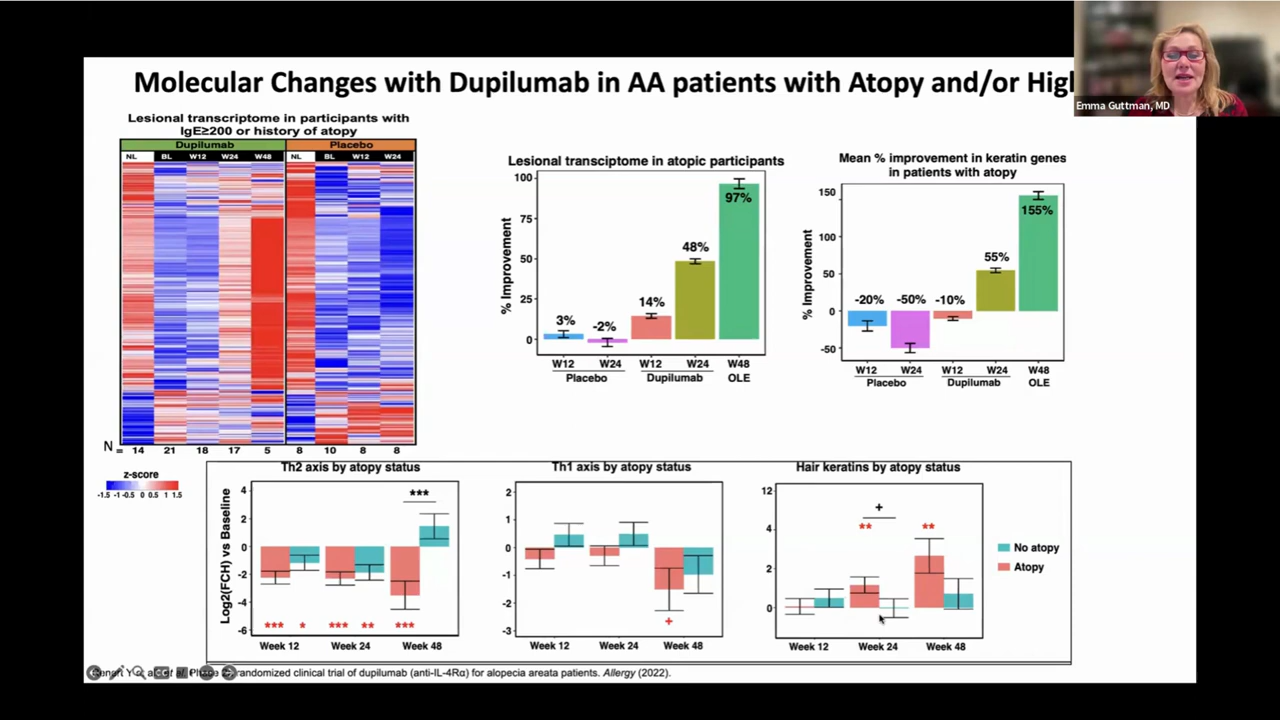 Molecular Changes with Dupilumab in AA patients with Atopy and/or High
Emma Guttman, MD
Lesional transcriptome in participants with
IgE≥200 or history of atopy
Dupilumab Placebo
NL BL W12 W24 W48 NL BL W12 W24
N = 14 21 18 17 5 8 10 8 8
z-score
-1.5 -1 -0.5 0 0.5 1 1.5
Lesional transciptome in atopic participants
% Improvement
100
75
50
25
0
3% -2% 14% 48% 97%
W12 W24 W12 W24 W48
Placebo Dupilumab OLE
Mean % improvement in keratin genes
in patients with atopy
% Improvement
150
100
50
0
-50
-20% -50% -10% 55% 155%
W12 W24 W12 W24 W48
Placebo Dupilumab OLE
Th2 axis by atopy status
Log2(FCH) vs Baseline
4
2
0
-2
-4
-6
***
*** * *** ** ***
Week 12 Week 24 Week 48
Th1 axis by atopy status
2
1
0
-1
-2
-3
+
Week 12 Week 24 Week 48
Hair keratins by atopy status
12
4
2
0
+
** **
Week 12 Week 24 Week 48
No atopy
Atopy
randomized clinical trial of dupilumab (anti-IL-4Rα) for alopecia areata patients. Allergy (2022).